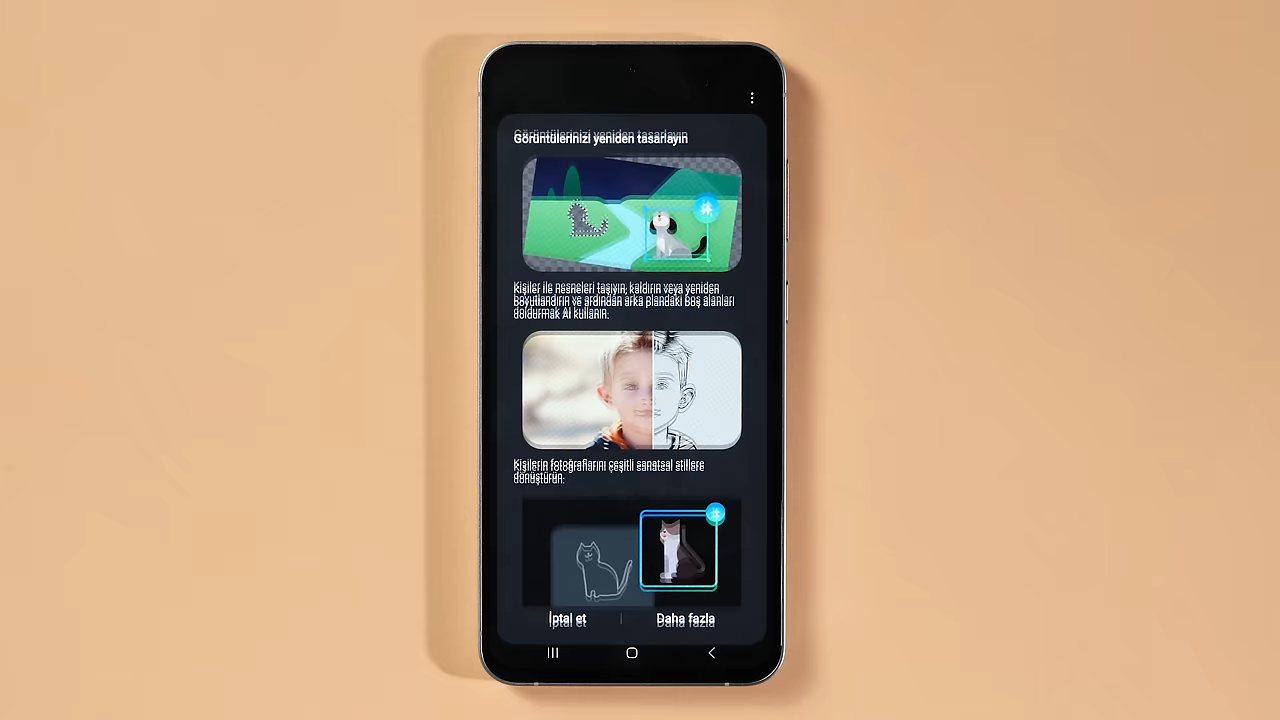 Görüntülerinizi yeniden tasarlayın
Kişiler ile nesneleri taşıyın, kaldırın veya yeniden
boyutlandırın ve ardından arka plandaki boş alanları
doldurmak AI kullanın.
Kişilerin fotoğraflarını çeşitli sanatsal stillere
dönüştürün.
İptal et
Daha fazla